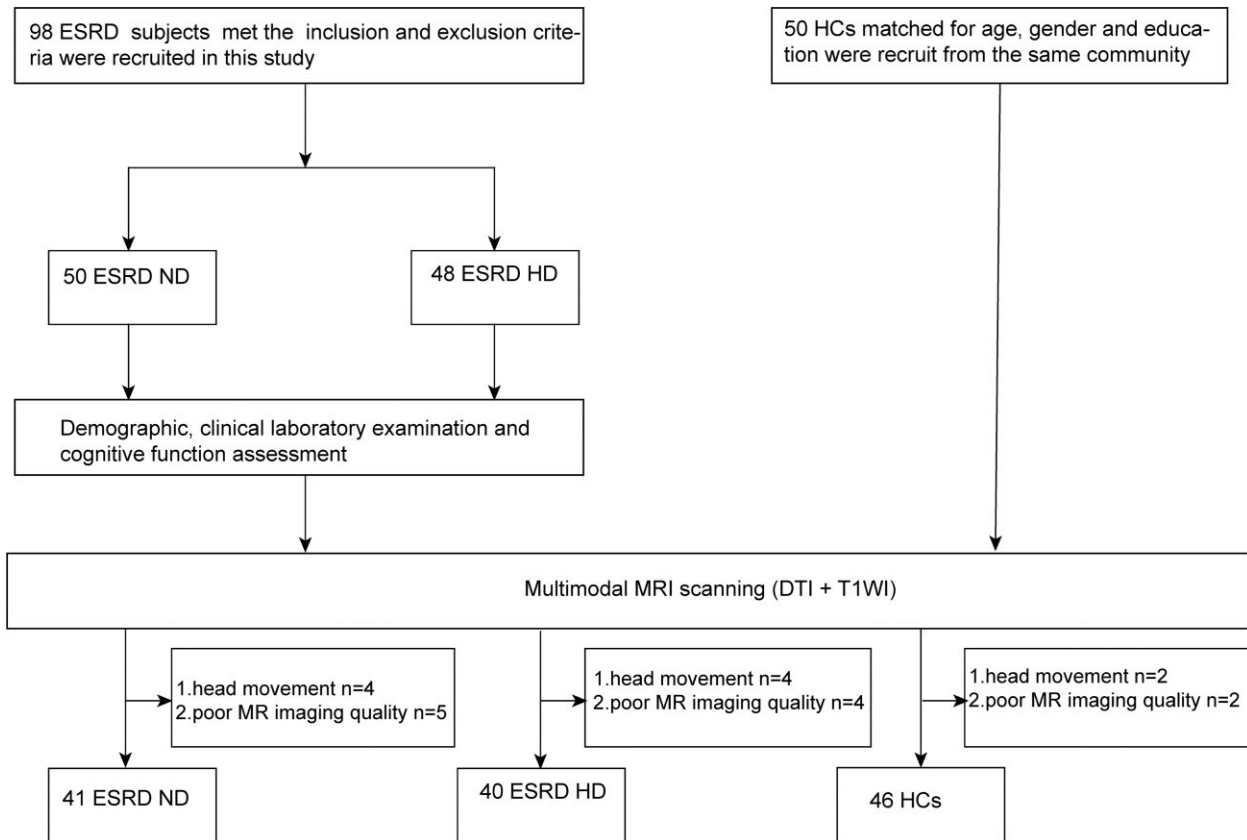 98 ESRD subjects met the inclusion and exclusion crite-
ria were recruited in this study
50 HCs matched for age, gender and educa-
tion were recruit from the same community
50 ESRD ND
48 ESRD HD
Demographic, clinical laboratory examination and
cognitive function assessment
Multimodal MRI scanning (DTI + T1WI)
1.head movement n=4
2.poor MR imaging quality n=5
1.head movement n=4
2.poor MR imaging quality n=4
1.head movement n=2
2.poor MR imaging quality n=2
41 ESRD ND
40 ESRD HD
46 HCs